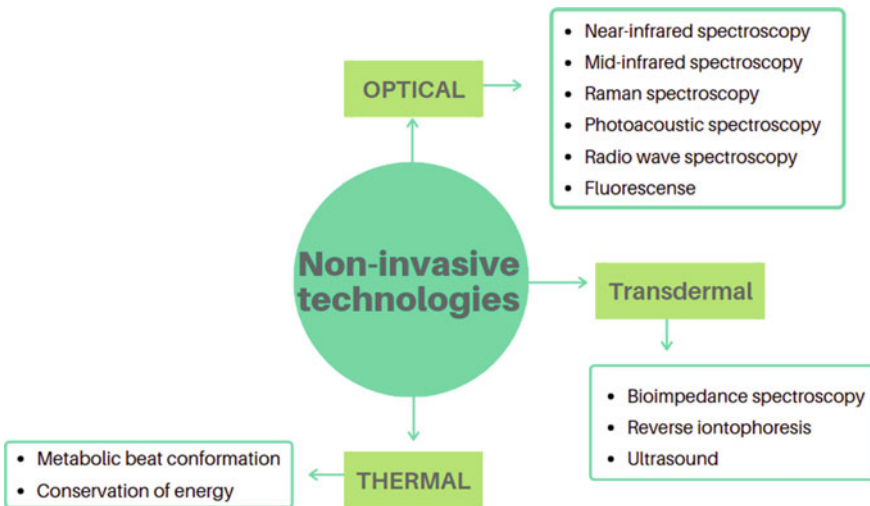 OPTICAL
• Near-infrared spectroscopy
• Mid-infrared spectroscopy
• Raman spectroscopy
• Photoacoustic spectroscopy
• Radio wave spectroscopy
• Fluorescense
Non-invasive
technologies
Transdermal
• Bioimpedance spectroscopy
• Reverse iontophoresis
• Ultrasound
THERMAL
• Metabolic beat conformation
• Conservation of energy